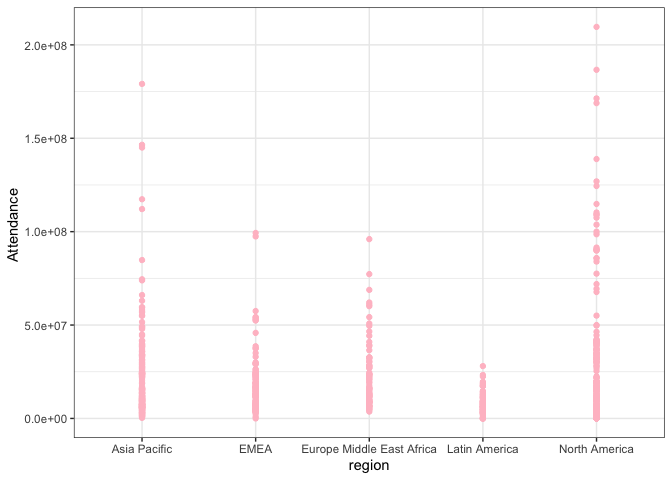 2.0e+08
1.5e+08
1.0e+08
5.0e+07
0.0e+00
Attendance
Asia Pacific EMEA Europe Middle East Africa Latin America North America
region